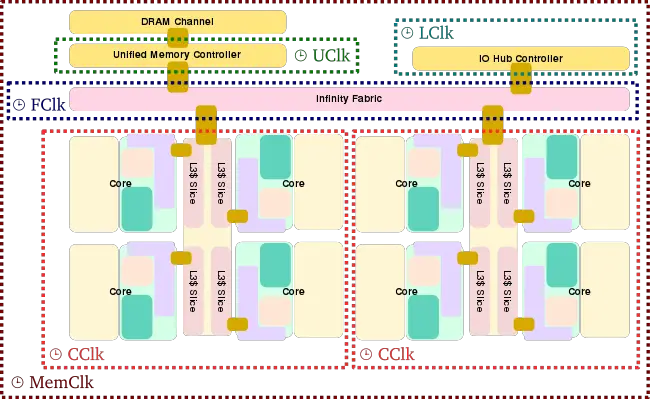 DRAM Channel
Unified Memory Controller
UClk
LClk
IO Hub Controller
FClk
Infinity Fabric
Core
L3$ Slice
L3$ Slice
Core
Core
L3$ Slice
L3$ Slice
Core
Core
L3$ Slice
L3$ Slice
Core
Core
L3$ Slice
L3$ Slice
Core
CClk
CClk
MemClk